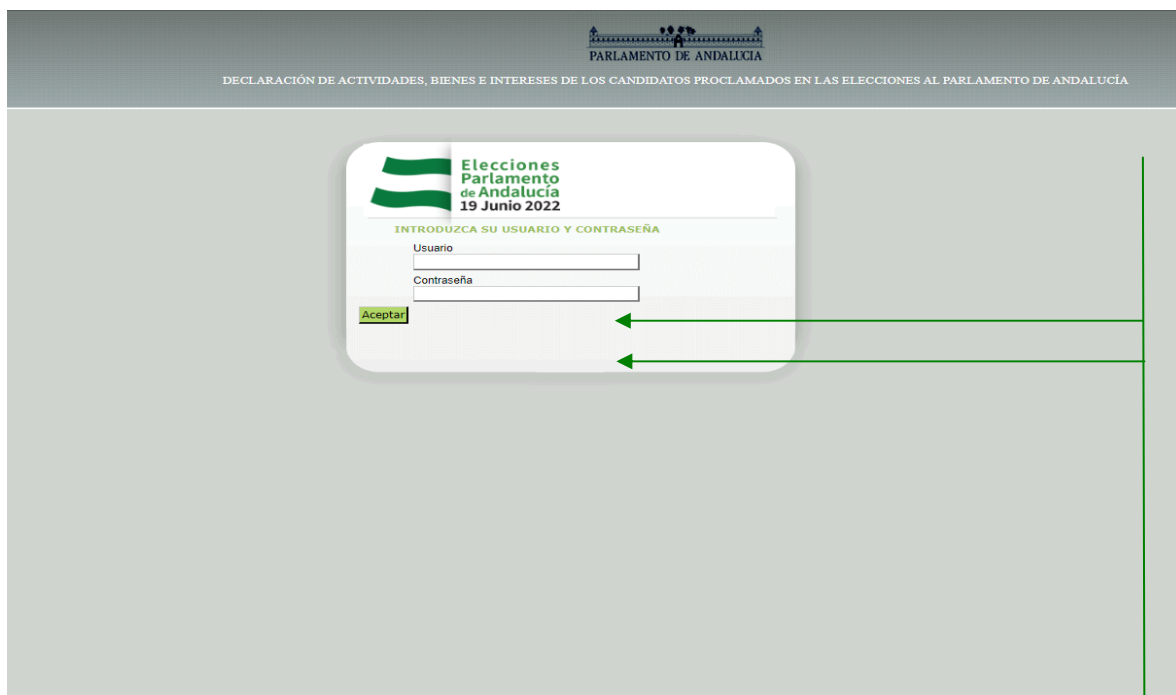 PARLAMENTO DE ANDALUCIA
DECLARACIÓN DE ACTIVIDADES, BIENES E INTERESES DE LOS CANDIDATOS PROCLAMADOS EN LAS ELECCIONES AL PARLAMENTO DE ANDALUCÍA
Elecciones
Parlamento
de Andalucía
19 Junio 2022
INTRODUZCA SU USUARIO Y CONTRASEÑA
Usuario
Contraseña
Aceptar